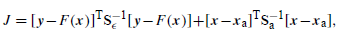 J = [y − F(x)]ᵀS_ϵ⁻¹[y − F(x)] + [x − x_a]ᵀS_a⁻¹[x − x_a],